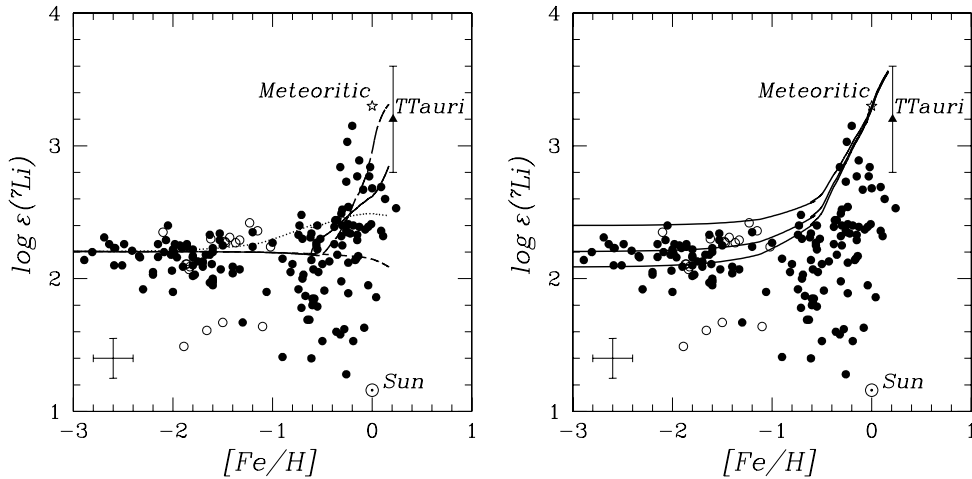 4
3
2
1
−3
−2
−1
0
1
log ε(⁷Li)
[Fe/H]
Meteoritic
TTauri
Sun
4
3
2
1
−3
−2
−1
0
1
log ε(⁷Li)
[Fe/H]
Meteoritic
TTauri
Sun